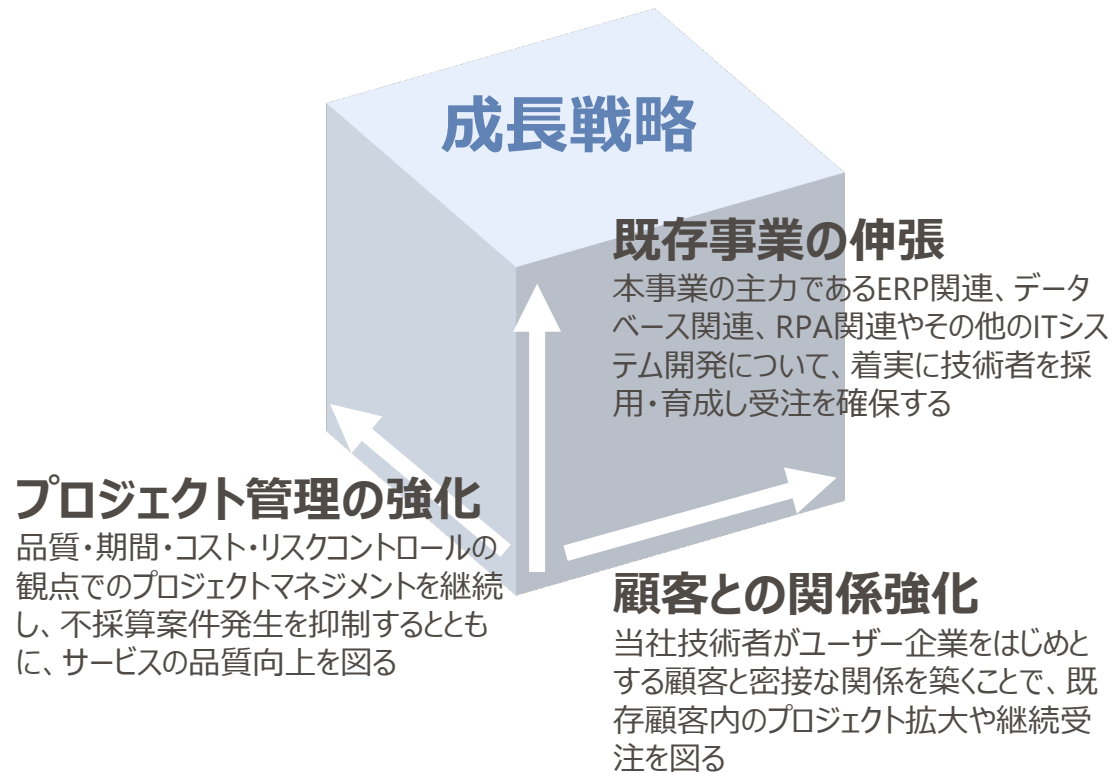 成長戦略
既存事業の伸張
本事業の主力であるERP関連、データ
ベース関連、RPA関連やその他のITシス
テム開発について、着実に技術者を採
用・育成し受注を確保する
プロジェクト管理の強化
品質・期間・コスト・リスクコントロールの
観点でのプロジェクトマネジメントを継続
し、不採算案件発生を抑制するととも
に、サービスの品質向上を図る
顧客との関係強化
当社技術者がユーザー企業をはじめと
する顧客と密接な関係を築くことで、既
存顧客内のプロジェクト拡大や継続受
注を図る